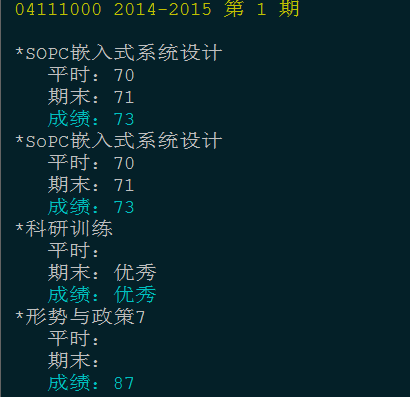 04111000 2014-2015 第 1 期
*SOPC嵌入式系统设计
平时: 70
期末: 71
成绩: 73
*SoPC嵌入式系统设计
平时: 70
期末: 71
成绩: 73
*科研训练
平时:
期末: 优秀
成绩: 优秀
*形势与政策7
平时:
期末:
成绩: 87